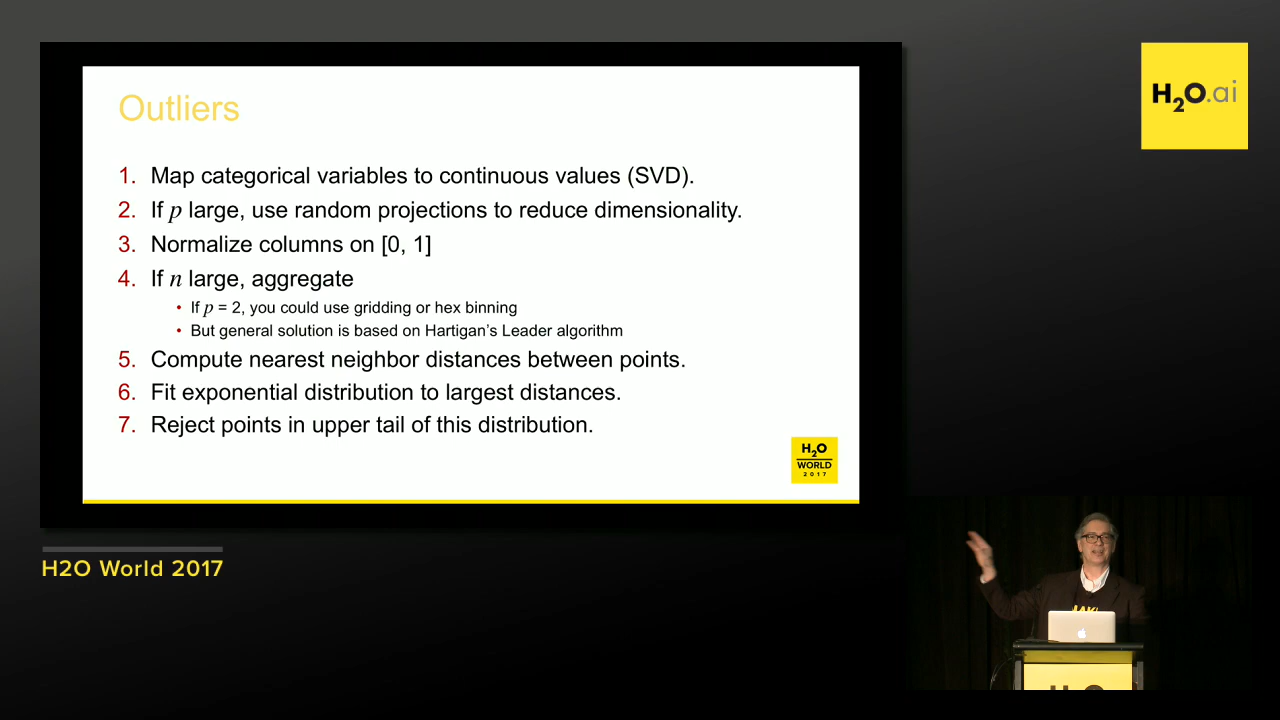 Outliers
1. Map categorical variables to continuous values (SVD).
2. If p large, use random projections to reduce dimensionality.
3. Normalize columns on [0, 1]
4. If n large, aggregate
• If p = 2, you could use gridding or hex binning
• But general solution is based on Hartigan's Leader algorithm
5. Compute nearest neighbor distances between points.
6. Fit exponential distribution to largest distances.
7. Reject points in upper tail of this distribution.
H2O
WORLD
2017
H2O.ai
H2O World 2017